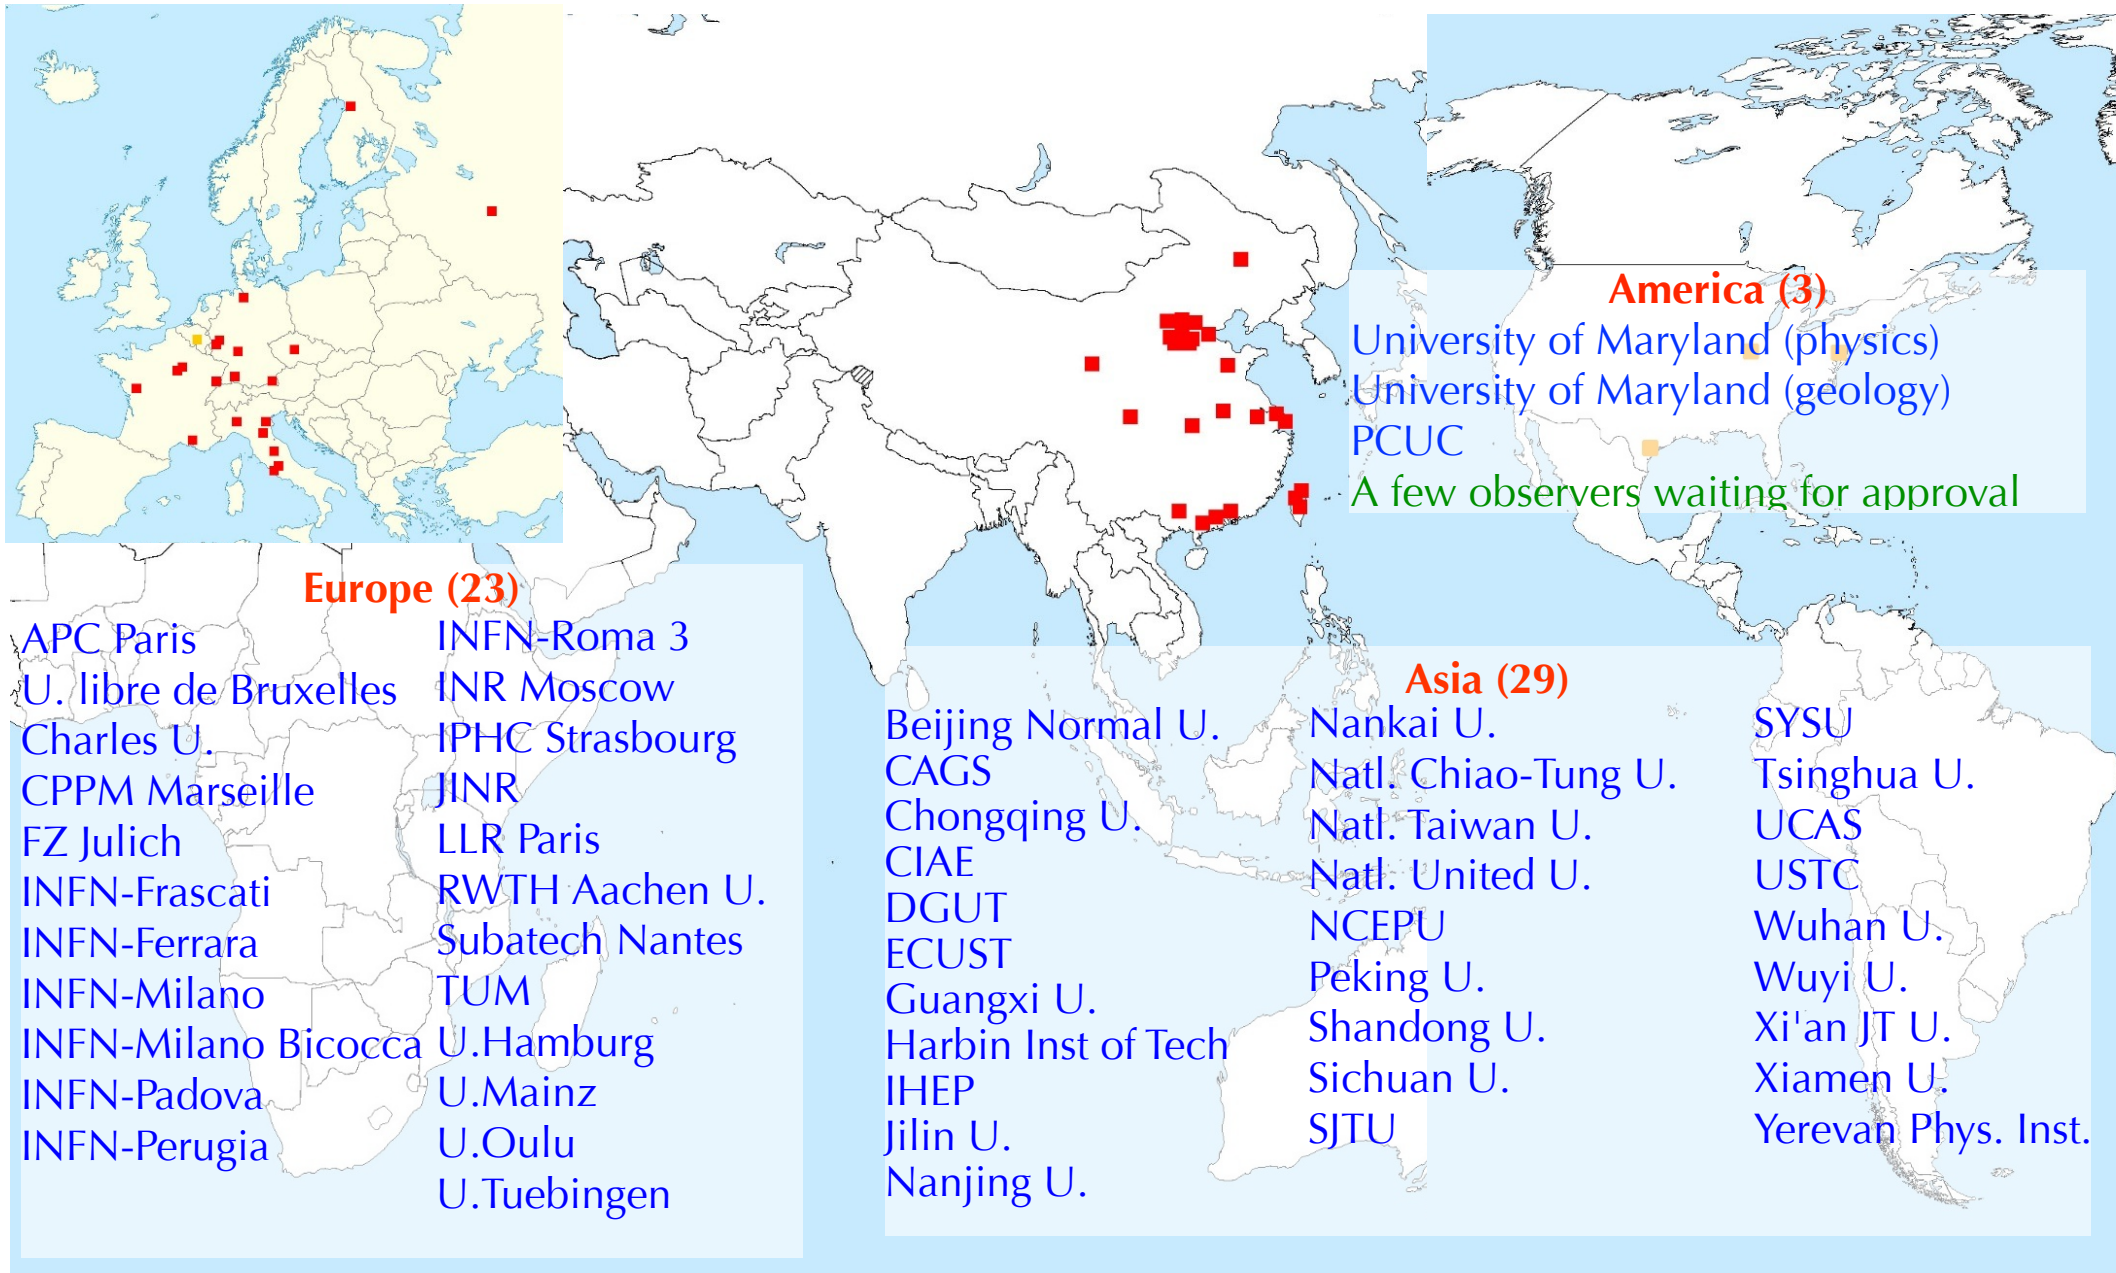 America (3)
University of Maryland (physics)
University of Maryland (geology)
PCUC
A few observers waiting for approval
Europe (23)
APC Paris
U. libre de Bruxelles
Charles U.
CPPM Marseille
FZ Julich
INFN-Frascati
INFN-Ferrara
INFN-Milano
INFN-Milano Bicocca
INFN-Padova
INFN-Perugia
INFN-Roma 3
INR Moscow
IPHC Strasbourg
JINR
LLR Paris
RWTH Aachen U.
Subatech Nantes
TUM
U.Hamburg
U.Mainz
U.Oulu
U.Tuebingen
Asia (29)
Beijing Normal U.
CAGS
Chongqing U.
CIAE
DGUT
ECUST
Guangxi U.
Harbin Inst of Tech
IHEP
Jilin U.
Nanjing U.
Nankai U.
Natl. Chiao-Tung U.
Natl. Taiwan U.
Natl. United U.
NCEPU
Peking U.
Shandong U.
Sichuan U.
SJTU
SYSU
Tsinghua U.
UCAS
USTC
Wuhan U.
Wuyi U.
Xi'an JT U.
Xiamen U.
Yerevan Phys. Inst.